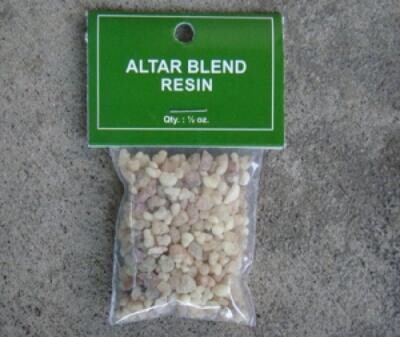 ALTAR BLEND
RESIN
Qty. : ½ oz.